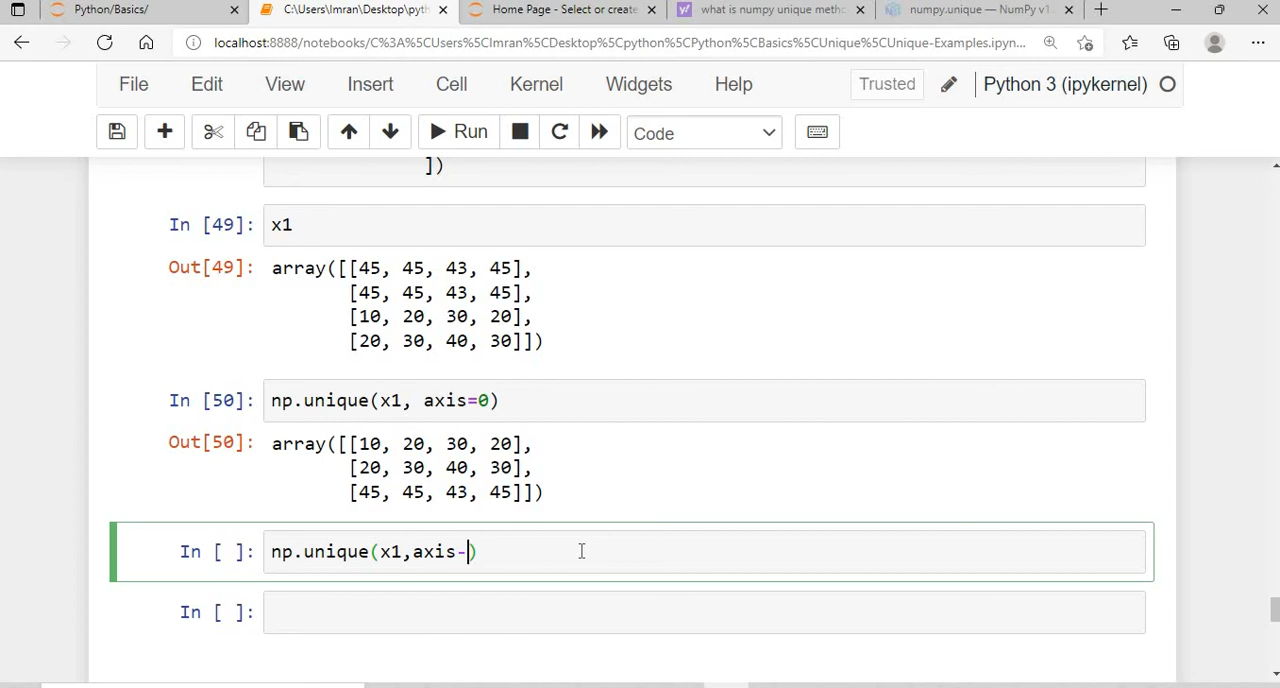 Python/Basics/
C:\Users\Imran\Desktop\pyth
Home Page - Select or create
what is numpy unique metho
numpy.unique — NumPy v1.
localhost:8888/notebooks/C%3A%5CUsers%5CImran%5CDesktop%5Cpython%5CPython%5CBasics%5CUnique%5CUnique-Examples.ipyn...
File Edit View Insert Cell Kernel Widgets Help Trusted Python 3 (ipykernel)
Run Code
])
In [49]: x1
Out[49]: array([[45, 45, 43, 45],
[45, 45, 43, 45],
[10, 20, 30, 20],
[20, 30, 40, 30]])
In [50]: np.unique(x1, axis=0)
Out[50]: array([[10, 20, 30, 20],
[20, 30, 40, 30],
[45, 45, 43, 45]])
In [ ]: np.unique(x1,axis-)
In [ ]: